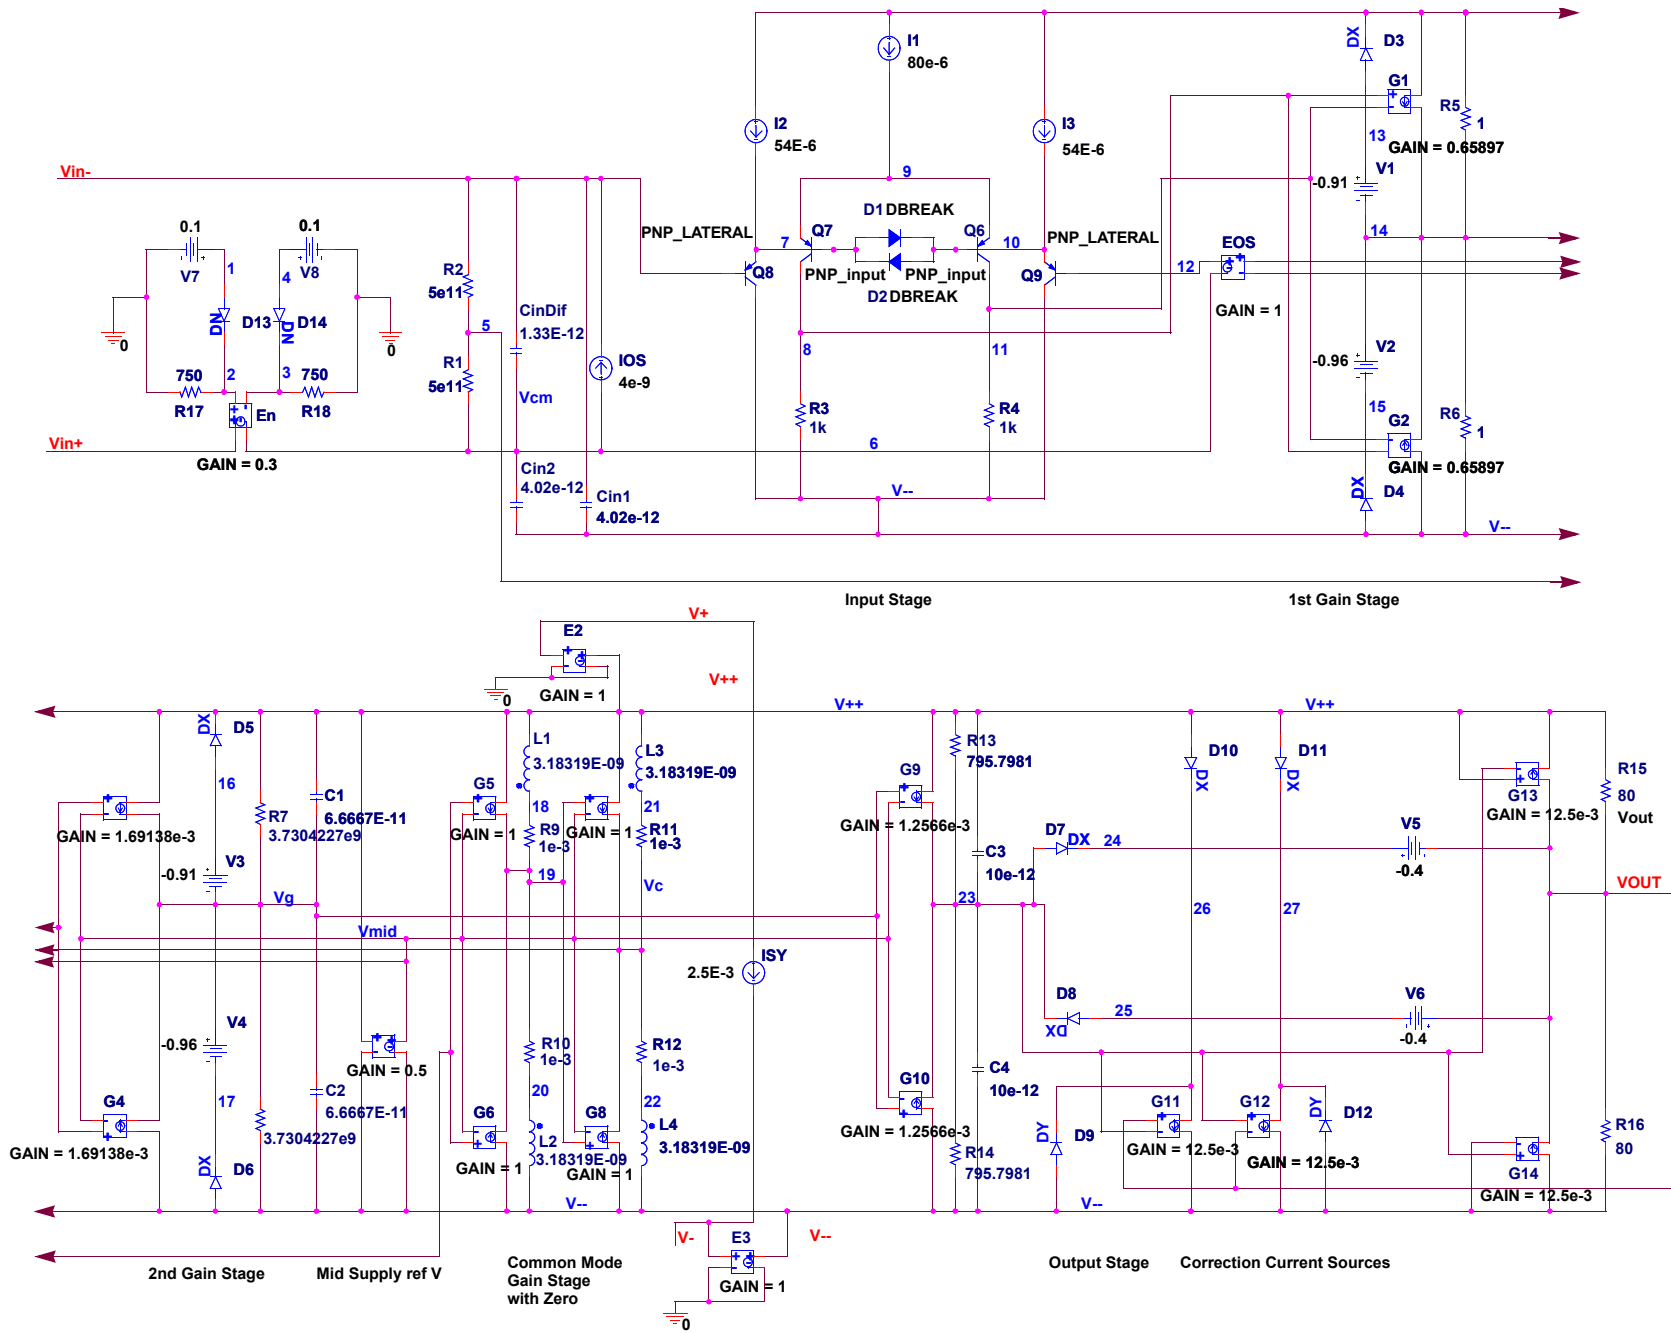 I1
80e-6
DX
D3
G1
R5
1
I2
54E-6
I3
54E-6
13
GAIN = 0.65897
V1
-0.91
Vin-
9
D1 DBREAK
0.1
0.1
V7
V8
1
4
PNP_LATERAL
7
Q7
Q6
10
PNP_LATERAL
14
EOS
Q8
PNP_input
PNP_input
Q9
12
D2 DBREAK
GAIN = 1
R2
5e11
CinDif
1.33E-12
DN
D13
D14
DN
5
0
0
8
11
V2
-0.96
R1
5e11
IOS
4e-9
750
2
3
750
R17
R18
En
Vcm
R3
1k
R4
1k
15
R6
1
G2
Vin+
6
GAIN = 0.3
GAIN = 0.65897
Cin2
4.02e-12
Cin1
4.02e-12
V--
DX
D4
V--
Input Stage
1st Gain Stage
V+
E2
V++
0
GAIN = 1
DX
D5
V++
V++
L1
3.18319E-09
L3
3.18319E-09
R13
795.7981
D10
DX
D11
DX
16
G5
18
21
G9
G13
R15
80
Vout
C1
6.6667E-11
R7
3.7304227e9
GAIN = 1.69138e-3
GAIN = 1
GAIN = 1
R9
1e-3
R11
1e-3
GAIN = 1.2566e-3
GAIN = 12.5e-3
D7
DX
24
V5
-0.4
V3
-0.91
C3
10e-12
19
Vc
Vg
23
26
27
VOUT
Vmid
ISY
2.5E-3
D8
DX
25
V6
-0.4
V4
-0.96
R10
1e-3
R12
1e-3
GAIN = 0.5
C4
10e-12
17
C2
6.6667E-11
20
22
G4
G6
G8
G10
G11
G12
DY
D12
3.7304227e9
GAIN = 1.69138e-3
L2
3.18319E-09
L4
3.18319E-09
GAIN = 1
GAIN = 1
GAIN = 1.2566e-3
R14
795.7981
DY
D9
GAIN = 12.5e-3
GAIN = 12.5e-3
R16
80
G14
GAIN = 12.5e-3
DX
D6
V--
V--
V-
E3
V--
GAIN = 1
0
2nd Gain Stage
Mid Supply ref V
Common Mode
Gain Stage
with Zero
Output Stage
Correction Current Sources